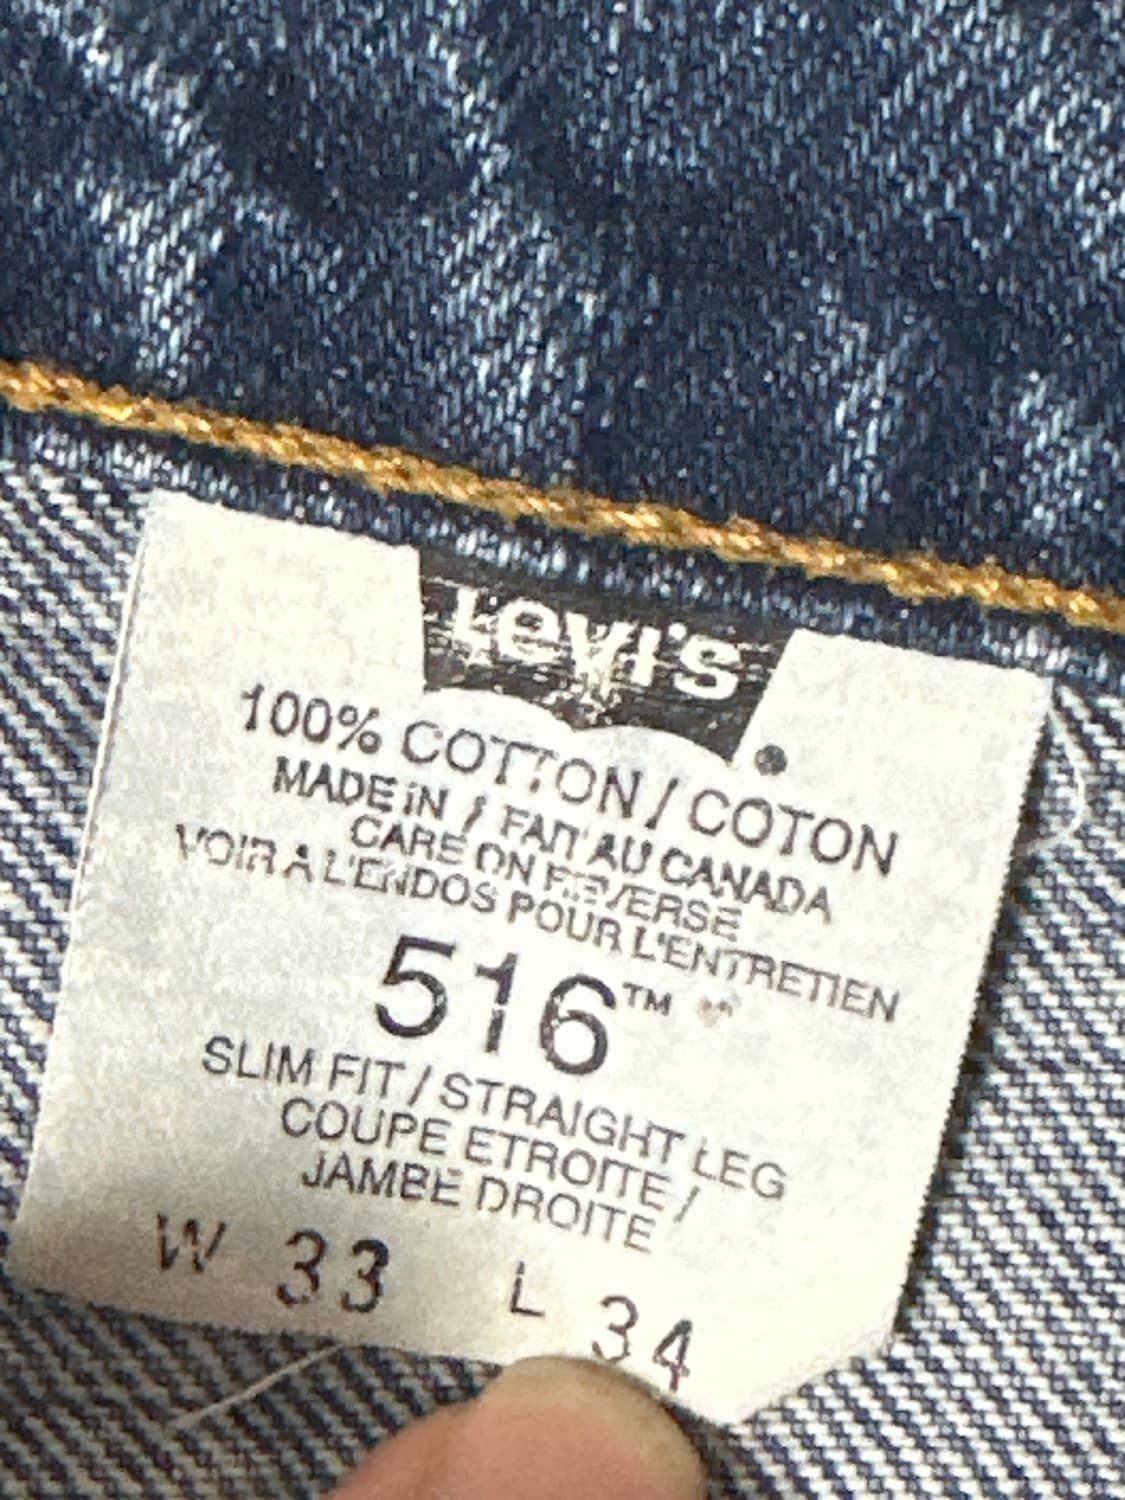 Levi's
100% COTTON / COTON
MADE IN / FAIT AU CANADA
CARE ON REVERSE
VOIR A L'ENDOS POUR L'ENTRETIEN
516™
SLIM FIT / STRAIGHT LEG
COUPE ETROITE /
JAMBE DROITE
W 33 L 34